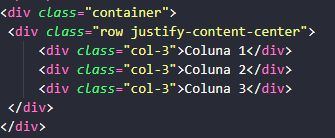 <div class="container">
<div class="row justify-content-center">
<div class="col-3">Coluna 1</div>
<div class="col-3">Coluna 2</div>
<div class="col-3">Coluna 3</div>
</div>
</div>